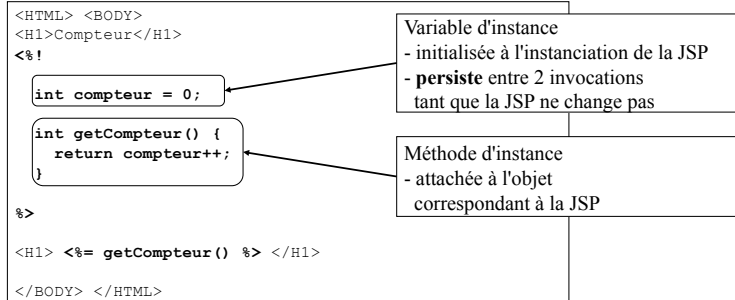 <HTML> <BODY>
<H1>Compteur</H1>
<%!
int compteur = 0;
int getCompteur() {
return compteur++;
}
%>
<H1> <%= getCompteur() %> </H1>
</BODY> </HTML>
Variable d'instance
- initialisée à l'instanciation de la JSP
- persiste entre 2 invocations
tant que la JSP ne change pas
Méthode d'instance
- attachée à l'objet
correspondant à la JSP